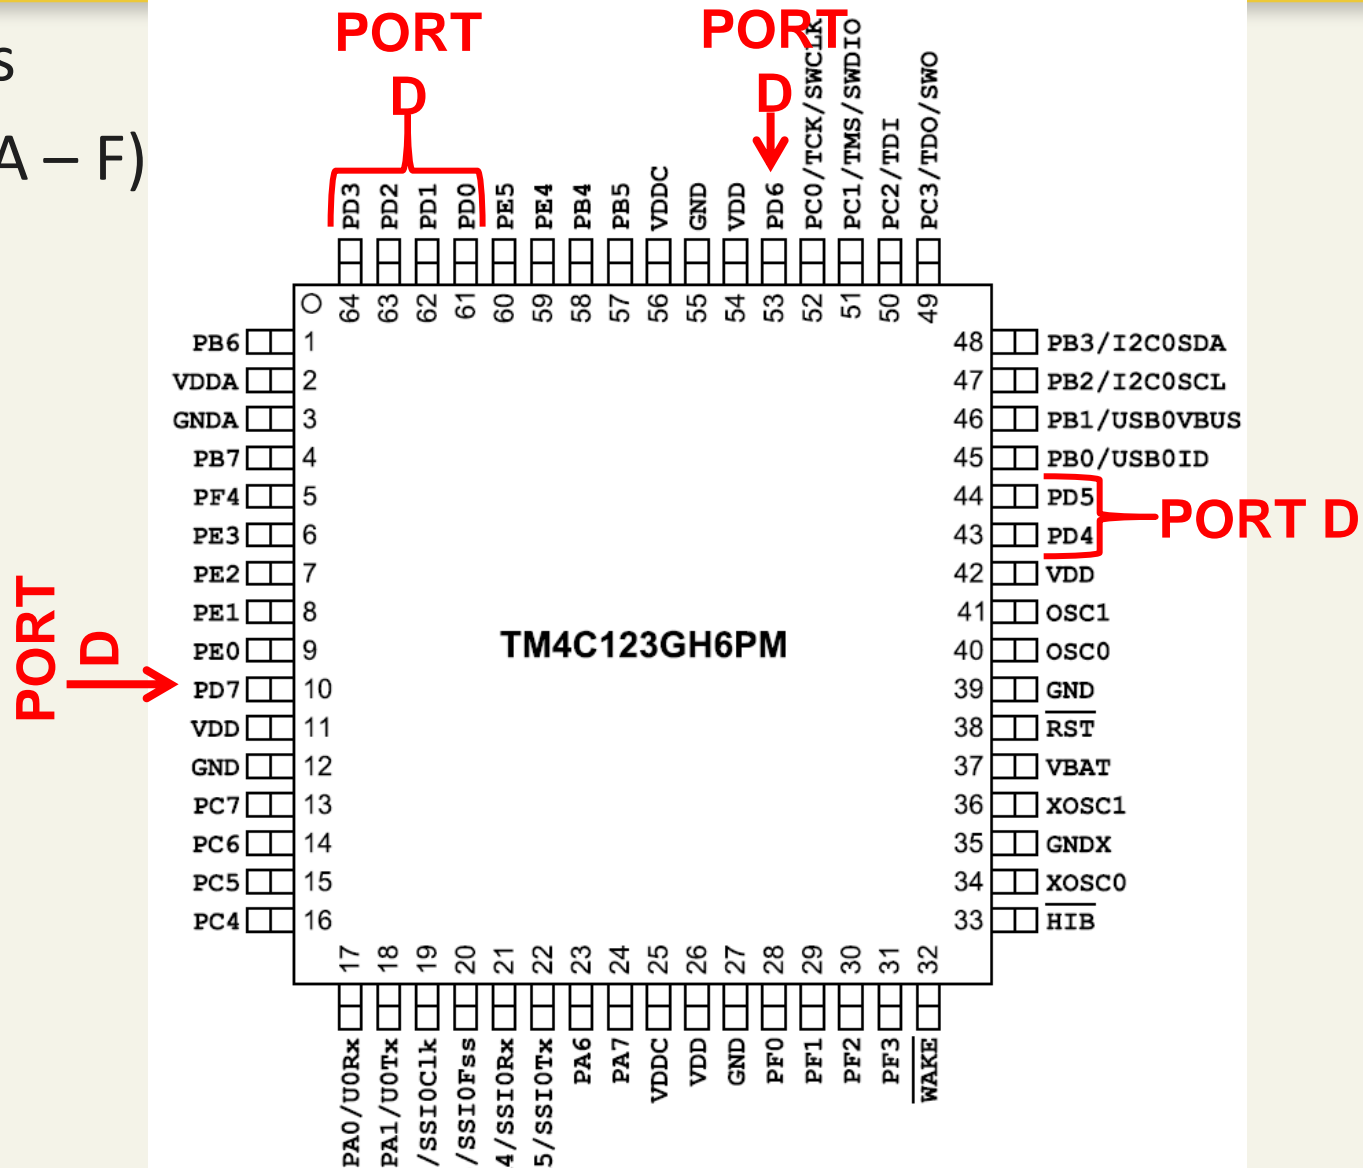 s
A – F)
PORT
D
PORT
D
PD3
PD2
PD1
PD0
PE5
PE4
PB4
PB5
VDDC
GND
VDD
PD6
PC0/TCK/SWCLK
PC1/TMS/SWDIO
PC2/TDI
PC3/TDO/SWO
64
63
62
61
60
59
58
57
56
55
54
53
52
51
50
49
PB6 1
VDDA 2
GNDA 3
PB7 4
PF4 5
PE3 6
PE2 7
PE1 8
PE0 9
PD7 10
VDD 11
GND 12
PC7 13
PC6 14
PC5 15
PC4 16
PORT
D
TM4C123GH6PM
48 PB3/I2C0SDA
47 PB2/I2C0SCL
46 PB1/USB0VBUS
45 PB0/USB0ID
44 PD5
43 PD4
PORT D
42 VDD
41 OSC1
40 OSC0
39 GND
38 RST
37 VBAT
36 XOSC1
35 GNDX
34 XOSC0
33 HIB
17
18
19
20
21
22
23
24
25
26
27
28
29
30
31
32
PA0/U0Rx
PA1/U0Tx
/SSI0Clk
/SSI0Fss
4/SSI0Rx
5/SSI0Tx
PA6
PA7
VDDC
VDD
GND
PF0
PF1
PF2
PF3
WAKE